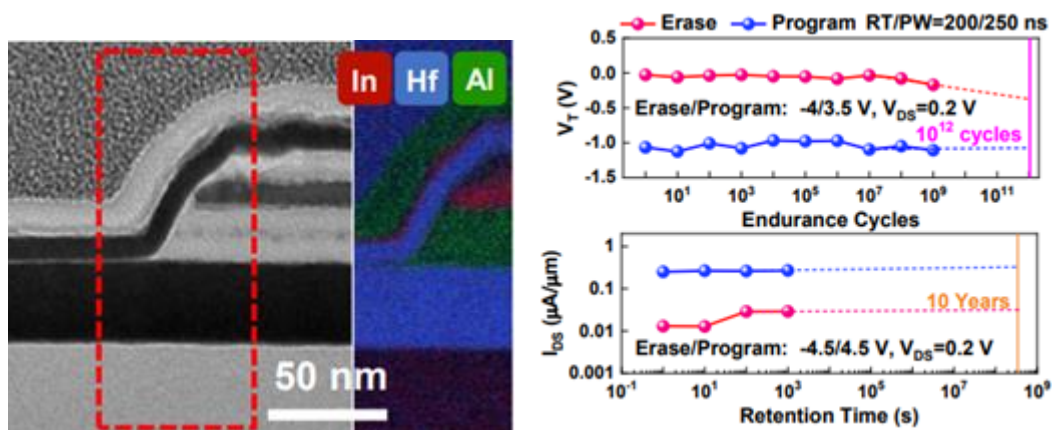 In Hf Al
50 nm
Erase Program RT/PW=200/250 ns
0.5
0.0
-0.5
-1.0
-1.5
V_T (V)
Erase/Program: -4/3.5 V, V_DS=0.2 V
10^12 cycles
10^1 10^3 10^5 10^7 10^9 10^11
Endurance Cycles
1
0.1
0.01
0.001
I_DS (μA/μm)
10 Years
Erase/Program: -4.5/4.5 V, V_DS=0.2 V
10^-1 10^1 10^3 10^5 10^7 10^9
Retention Time (s)